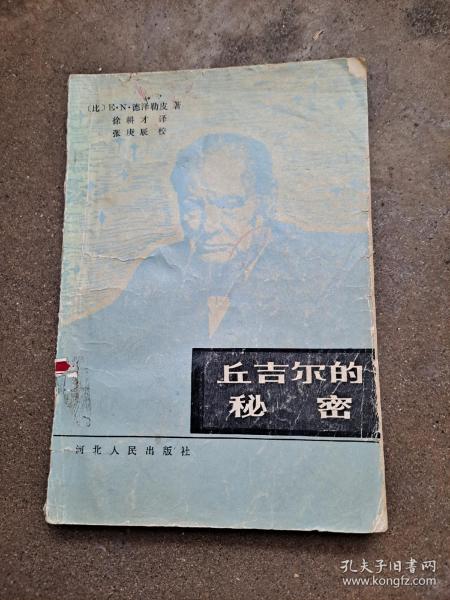 (比)E·N·德泽勒皮 著
徐耕才 译
张庚辰 校
丘吉尔的
秘密
河北人民出版社
孔夫子旧书网
www.kongfz.com